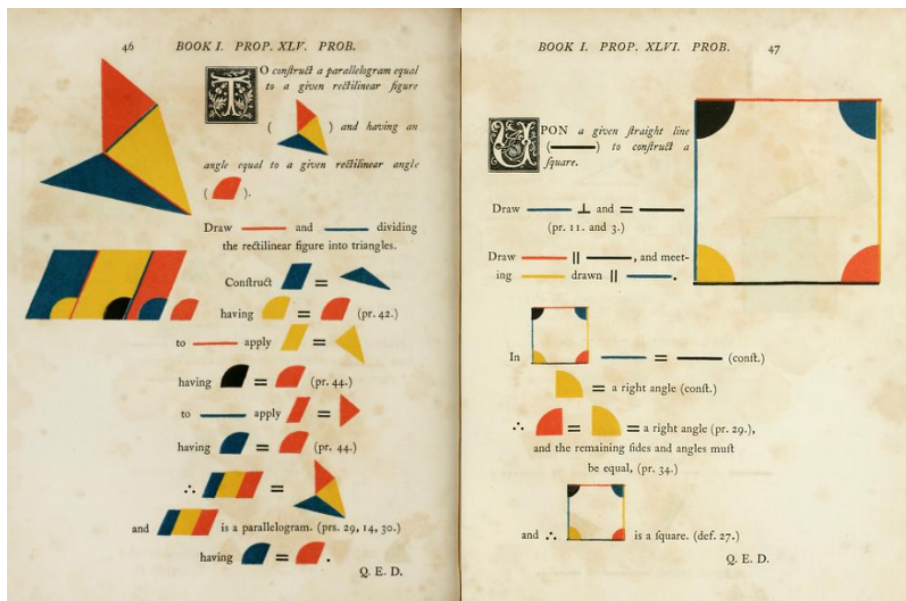 46 BOOK I. PROP. XLV. PROB.
TO conſtruct a parallelogram equal
to a given rectilinear figure
( ) and having an
angle equal to a given rectilinear angle
( ).
Draw and dividing
the rectilinear figure into triangles.
Conſtruct =
having = (pr. 42.)
to apply =
having = (pr. 44.)
to apply =
having = (pr. 44.)
∴ =
and is a parallelogram. (prs. 29, 14, 30.)
having = .
Q. E. D.
BOOK I. PROP. XLVI. PROB. 47
UPON a given ſtraight line
( ) to conſtruct a
ſquare.
Draw ⊥ and =
(pr. 11. and 3.)
Draw ∥ , and meet-
ing drawn ∥ .
In = (conſt.)
= a right angle (conſt.)
∴ = = a right angle (pr. 29.),
and the remaining ſides and angles muſt
be equal, (pr. 34.)
and ∴ is a ſquare. (def. 27.)
Q. E. D.